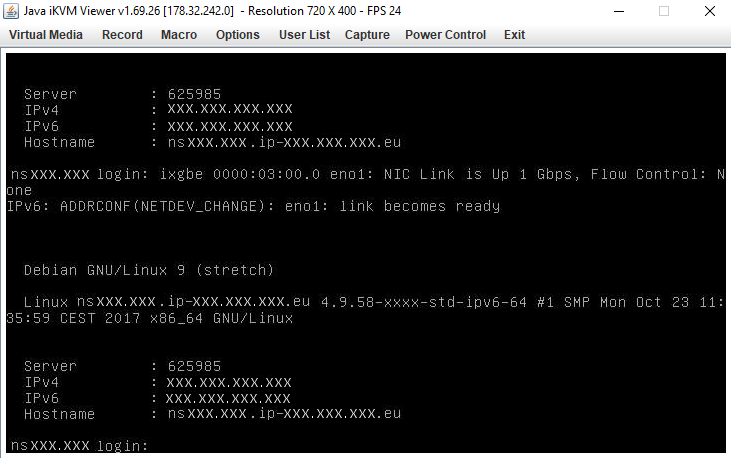 Java iKVM Viewer v1.69.26 [178.32.242.0] - Resolution 720 X 400 - FPS 24
Virtual Media Record Macro Options User List Capture Power Control Exit
Server : 625985
IPv4 : XXX.XXX.XXX.XXX
IPv6 : XXX.XXX.XXX.XXX
Hostname : nsXXX.XXX.ip-XXX.XXX.XXX.eu
nsXXX.XXX login: ixgbe 0000:03:00.0 eno1: NIC Link is Up 1 Gbps, Flow Control: N
one
IPv6: ADDRCONF(NETDEV_CHANGE): eno1: link becomes ready
Debian GNU/Linux 9 (stretch)
Linux nsXXX.XXX.ip-XXX.XXX.XXX.eu 4.9.58-xxxx-std-ipv6-64 #1 SMP Mon Oct 23 11:
35:59 CEST 2017 x86_64 GNU/Linux
Server : 625985
IPv4 : XXX.XXX.XXX.XXX
IPv6 : XXX.XXX.XXX.XXX
Hostname : nsXXX.XXX.ip-XXX.XXX.XXX.eu
nsXXX.XXX login: